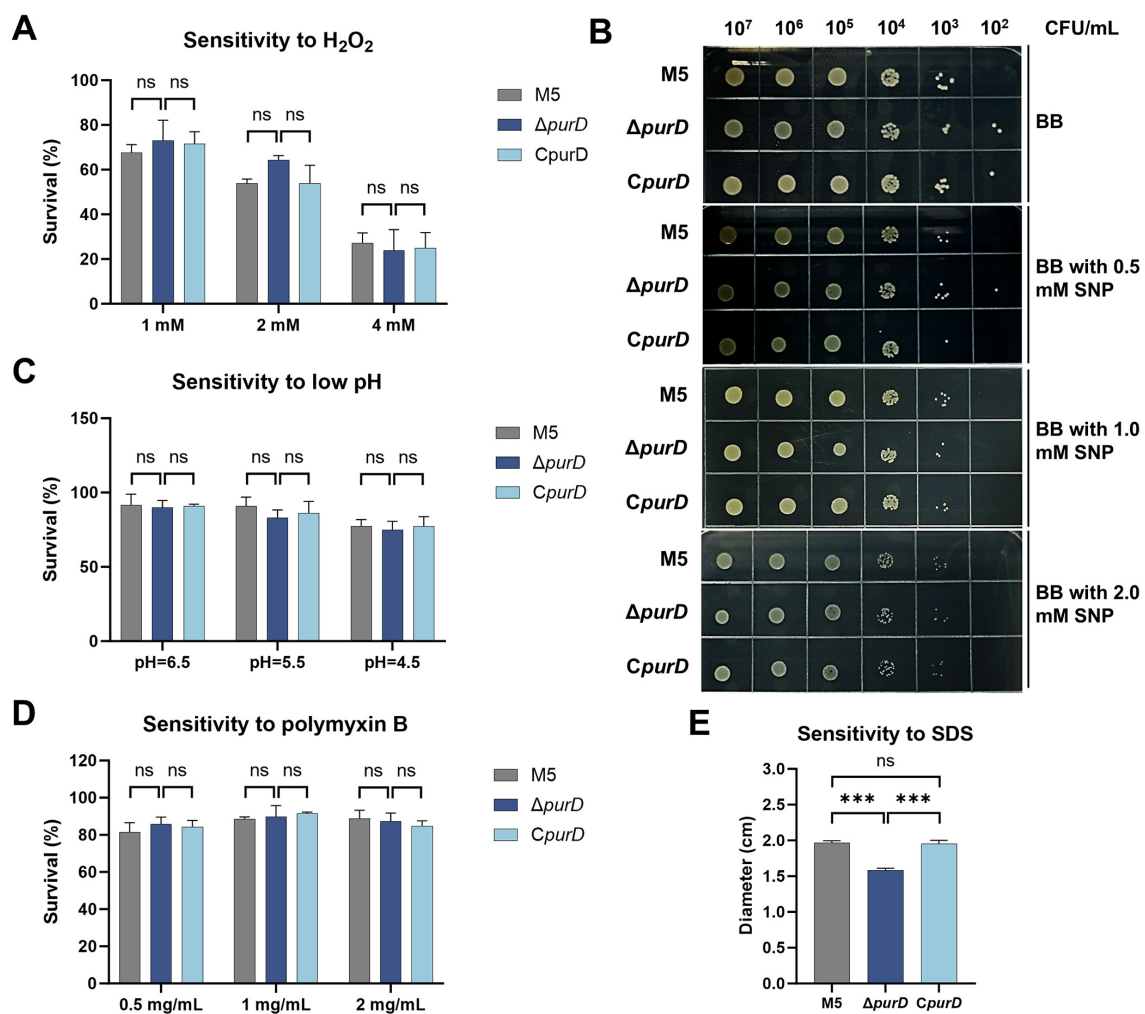 A
Sensitivity to H₂O₂
Survival (%)
100
80
60
40
20
0
ns ns
ns ns
ns ns
1 mM 2 mM 4 mM
M5
ΔpurD
CpurD
B
10⁷ 10⁶ 10⁵ 10⁴ 10³ 10² CFU/mL
M5
ΔpurD
CpurD
BB
M5
ΔpurD
CpurD
BB with 0.5
mM SNP
M5
ΔpurD
CpurD
BB with 1.0
mM SNP
M5
ΔpurD
CpurD
BB with 2.0
mM SNP
C
Sensitivity to low pH
Survival (%)
150
100
50
0
ns ns
ns ns
ns ns
pH=6.5 pH=5.5 pH=4.5
M5
ΔpurD
CpurD
D
Sensitivity to polymyxin B
Survival (%)
120
100
80
60
40
20
0
ns ns
ns ns
ns ns
0.5 mg/mL 1 mg/mL 2 mg/mL
M5
ΔpurD
CpurD
E
Sensitivity to SDS
Diameter (cm)
3.0
2.5
2.0
1.5
1.0
0.5
0.0
ns
*** ***
M5 ΔpurD CpurD